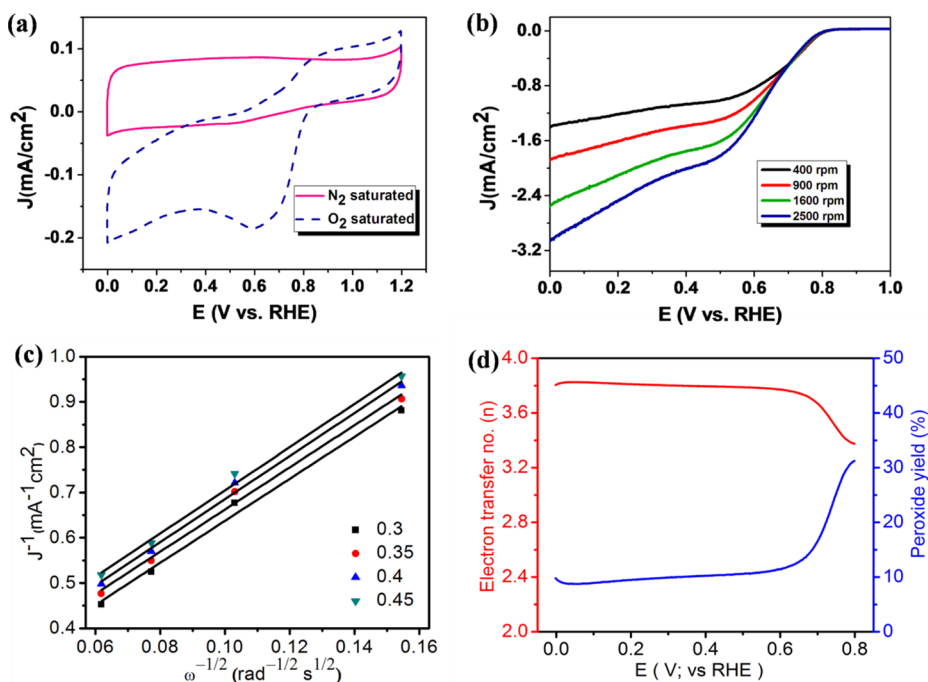 (a)
0.1
0.0
-0.1
-0.2
J(mA/cm²)
N₂ saturated
O₂ saturated
0.0 0.2 0.4 0.6 0.8 1.0 1.2
E (V vs. RHE)
(b)
0.0
-0.8
-1.6
-2.4
-3.2
J(mA/cm²)
400 rpm
900 rpm
1600 rpm
2500 rpm
0.0 0.2 0.4 0.6 0.8 1.0
E (V vs. RHE)
(c)
1.0
0.9
0.8
0.7
0.6
0.5
0.4
J⁻¹(mA⁻¹cm2)
0.3
0.35
0.4
0.45
0.06 0.08 0.10 0.12 0.14 0.16
ω⁻¹/² (rad⁻¹/² s¹/²)
(d)
4.0
3.6
3.2
2.8
2.4
2.0
Electron transfer no. (n)
50
40
30
20
10
0
Peroxide yield (%)
0.0 0.2 0.4 0.6 0.8
E ( V; vs RHE )